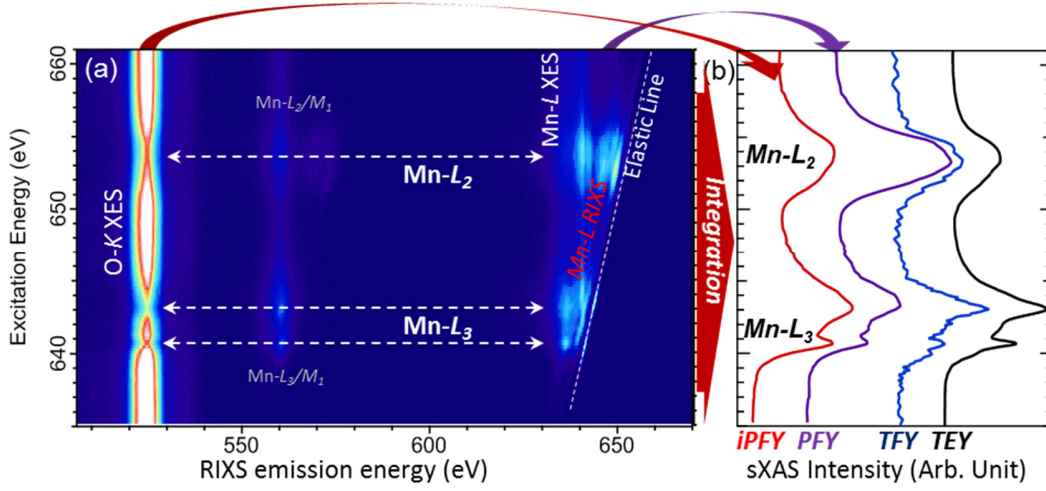 (a)
(b)
660
650
640
Excitation Energy (eV)
O-K XES
Mn-L2/M1
Mn-L XES
Elastic Line
Mn-L2
Mn-L RIXS
Mn-L3
Mn-L3/M1
550
600
650
RIXS emission energy (eV)
Integration
Mn-L2
Mn-L3
iPFY PFY TFY TEY
sXAS Intensity (Arb. Unit)